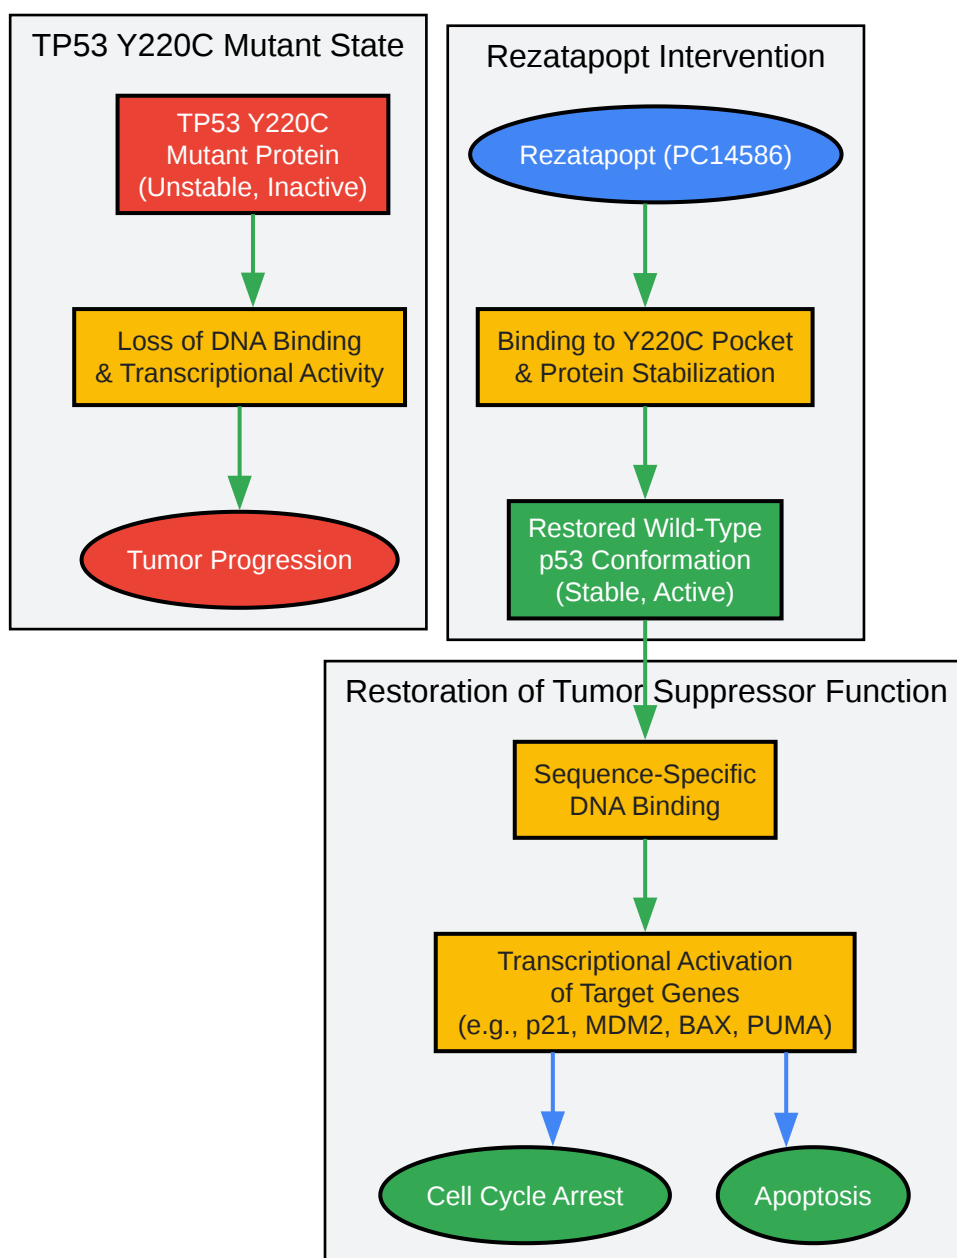 TP53 Y220C Mutant State
TP53 Y220C
Mutant Protein
(Unstable, Inactive)
Loss of DNA Binding
& Transcriptional Activity
Tumor Progression
Rezatapopt Intervention
Rezatapopt (PC14586)
Binding to Y220C Pocket
& Protein Stabilization
Restored Wild-Type
p53 Conformation
(Stable, Active)
Restoration of Tumor Suppressor Function
Sequence-Specific
DNA Binding
Transcriptional Activation
of Target Genes
(e.g., p21, MDM2, BAX, PUMA)
Cell Cycle Arrest
Apoptosis